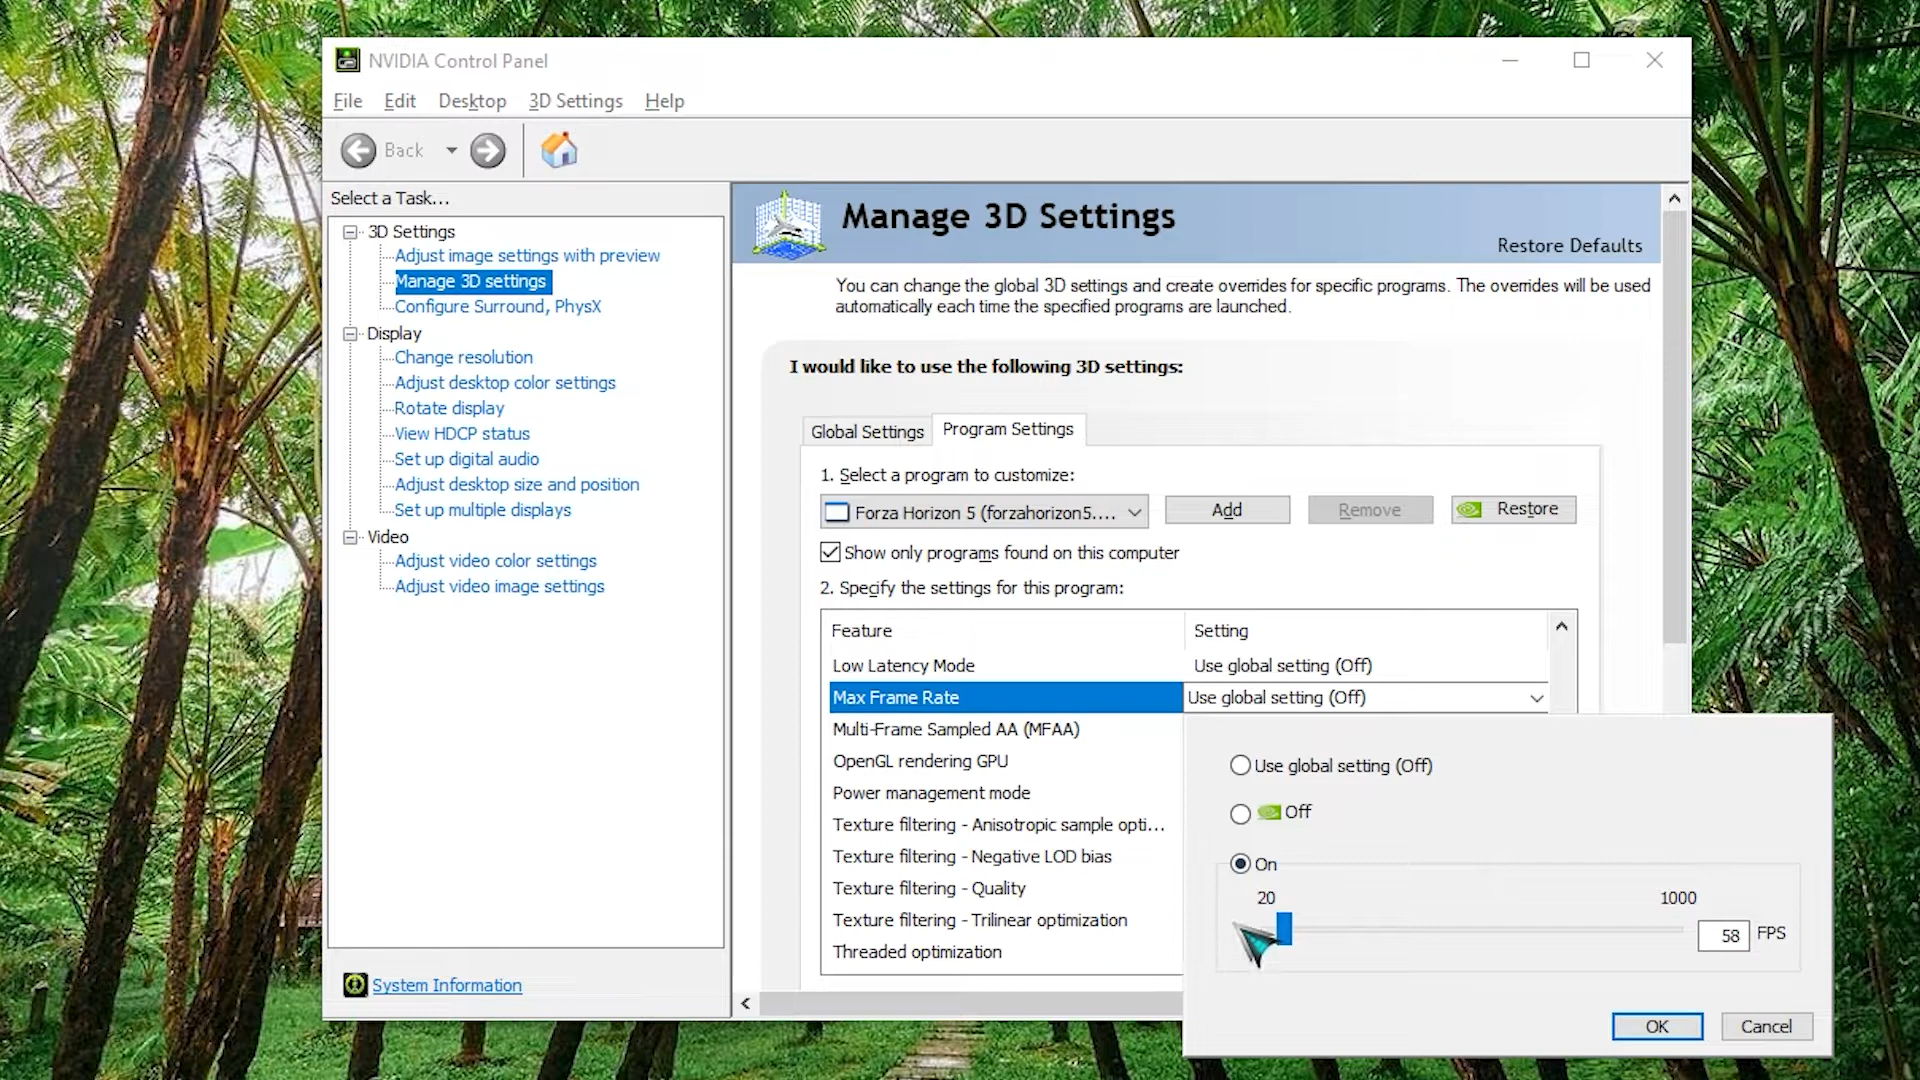 NVIDIA Control Panel
File Edit Desktop 3D Settings Help
Back
Select a Task...
3D Settings
Adjust image settings with preview
Manage 3D settings
Configure Surround, PhysX
Display
Change resolution
Adjust desktop color settings
Rotate display
View HDCP status
Set up digital audio
Adjust desktop size and position
Set up multiple displays
Video
Adjust video color settings
Adjust video image settings
System Information
Manage 3D Settings
Restore Defaults
You can change the global 3D settings and create overrides for specific programs. The overrides will be used
automatically each time the specified programs are launched.
I would like to use the following 3D settings:
Global Settings Program Settings
1. Select a program to customize:
Forza Horizon 5 (forzahorizon5.... Add Remove Restore
Show only programs found on this computer
2. Specify the settings for this program:
Feature Setting
Low Latency Mode Use global setting (Off)
Max Frame Rate Use global setting (Off)
Multi-Frame Sampled AA (MFAA)
OpenGL rendering GPU
Power management mode
Texture filtering - Anisotropic sample opti...
Texture filtering - Negative LOD bias
Texture filtering - Quality
Texture filtering - Trilinear optimization
Threaded optimization
Use global setting (Off)
Off
On
20 1000
58 FPS
OK Cancel